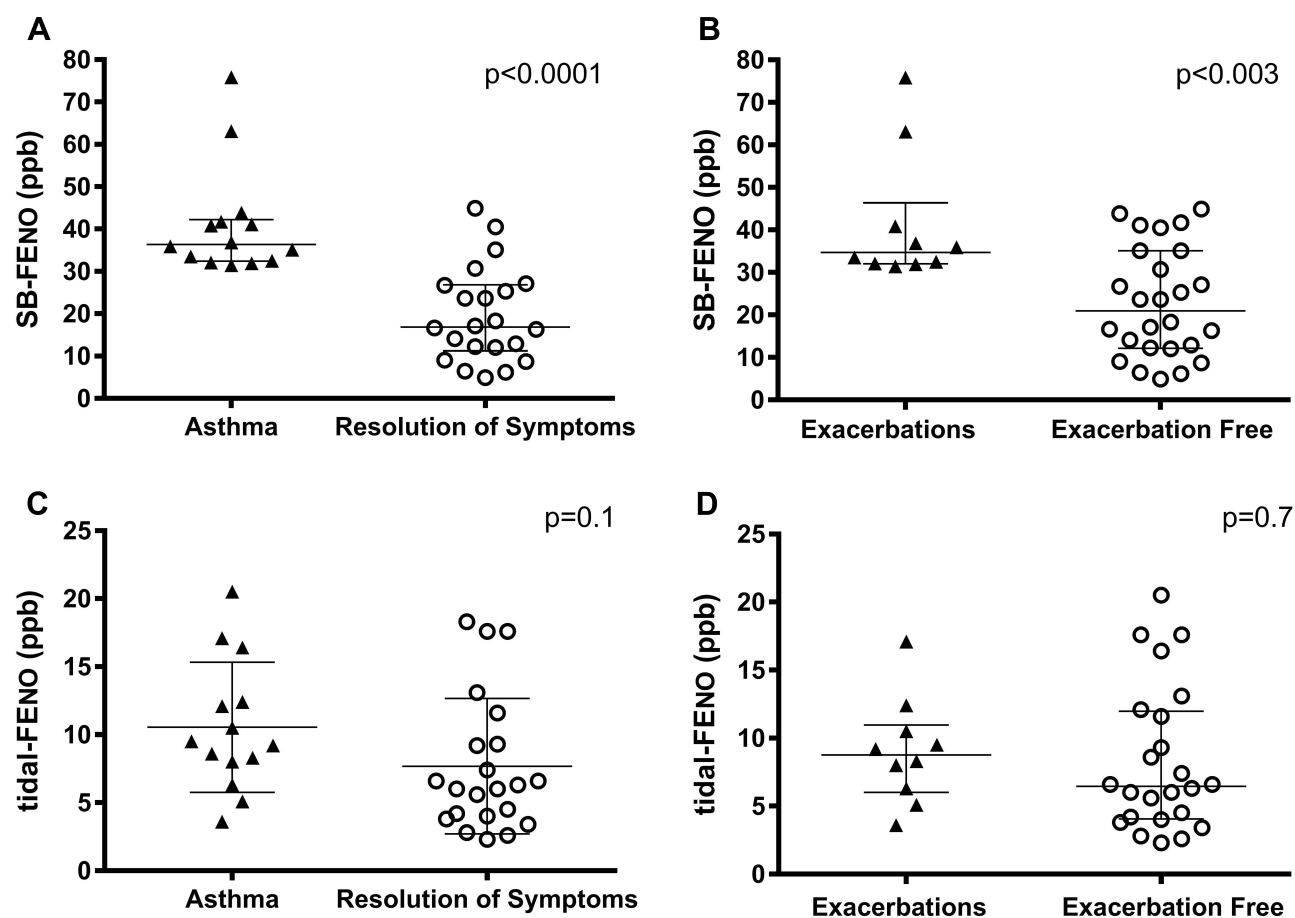 A
SB-FENO (ppb)
80
70
60
50
40
30
20
10
0
p<0.0001
Asthma
Resolution of Symptoms
B
SB-FENO (ppb)
80
70
60
50
40
30
20
10
0
p<0.003
Exacerbations
Exacerbation Free
C
tidal-FENO (ppb)
25
20
15
10
5
0
p=0.1
Asthma
Resolution of Symptoms
D
tidal-FENO (ppb)
25
20
15
10
5
0
p=0.7
Exacerbations
Exacerbation Free